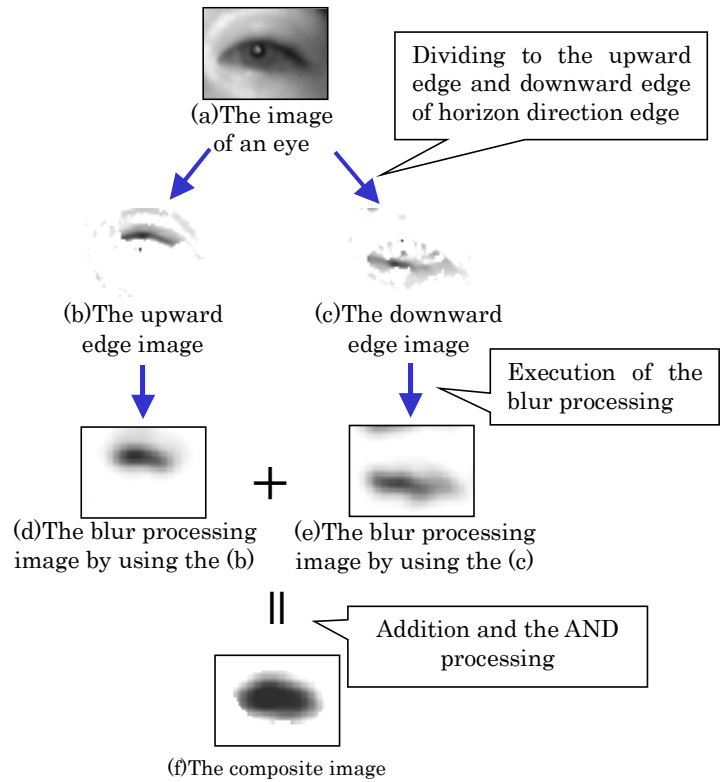 (a)The image
of an eye
Dividing to the upward
edge and downward edge
of horizon direction edge
(b)The upward
edge image
(c)The downward
edge image
Execution of the
blur processing
+
(d)The blur processing
image by using the (b)
(e)The blur processing
image by using the (c)
=
Addition and the AND
processing
(f)The composite image